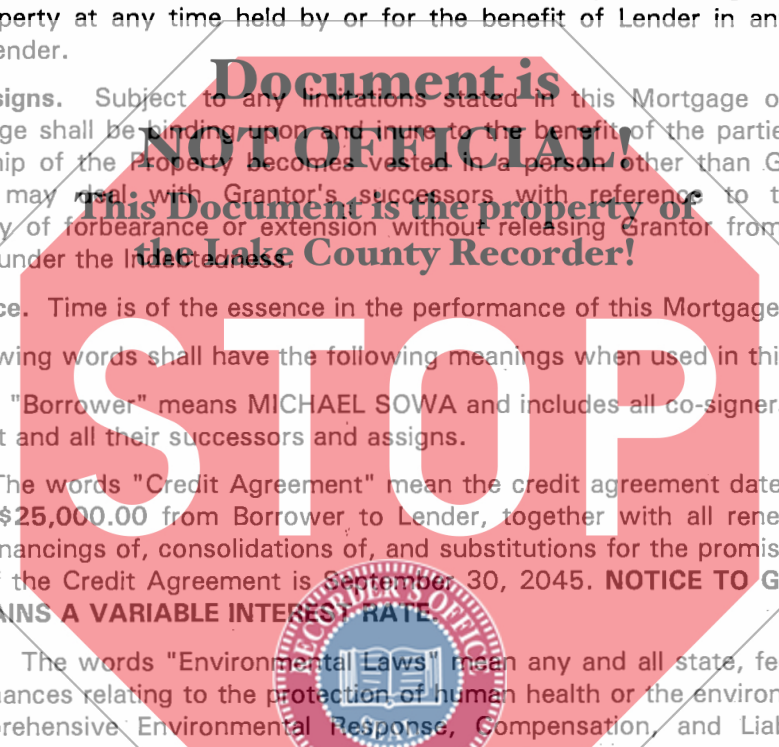 perty at any time held by or for the benefit of Lender in an
ender.
Document is
signs. Subject to any limitations stated in this Mortgage o
ge shall be binding upon and inure to the benefit of the partie
NOT OFFICIAL!
ip of the Property becomes vested in a person other than G
may deal with Grantor's successors with reference to t
This Document is the property of
y of forbearance or extension without releasing Grantor from
the Lake County Recorder!
under the Indebtedness.
ce. Time is of the essence in the performance of this Mortgage
STOP
wing words shall have the following meanings when used in thi
"Borrower" means MICHAEL SOWA and includes all co-signer
t and all their successors and assigns.
The words "Credit Agreement" mean the credit agreement date
$25,000.00 from Borrower to Lender, together with all rene
nancings of, consolidations of, and substitutions for the promis
f the Credit Agreement is September 30, 2045. NOTICE TO G
AINS A VARIABLE INTEREST RATE.
RECORDER'S OFFICE
The words "Environmental Laws" mean any and all state, fe
nances relating to the protection of human health or the environ
prehensive Environmental Response, Compensation, and Liab
SEAL